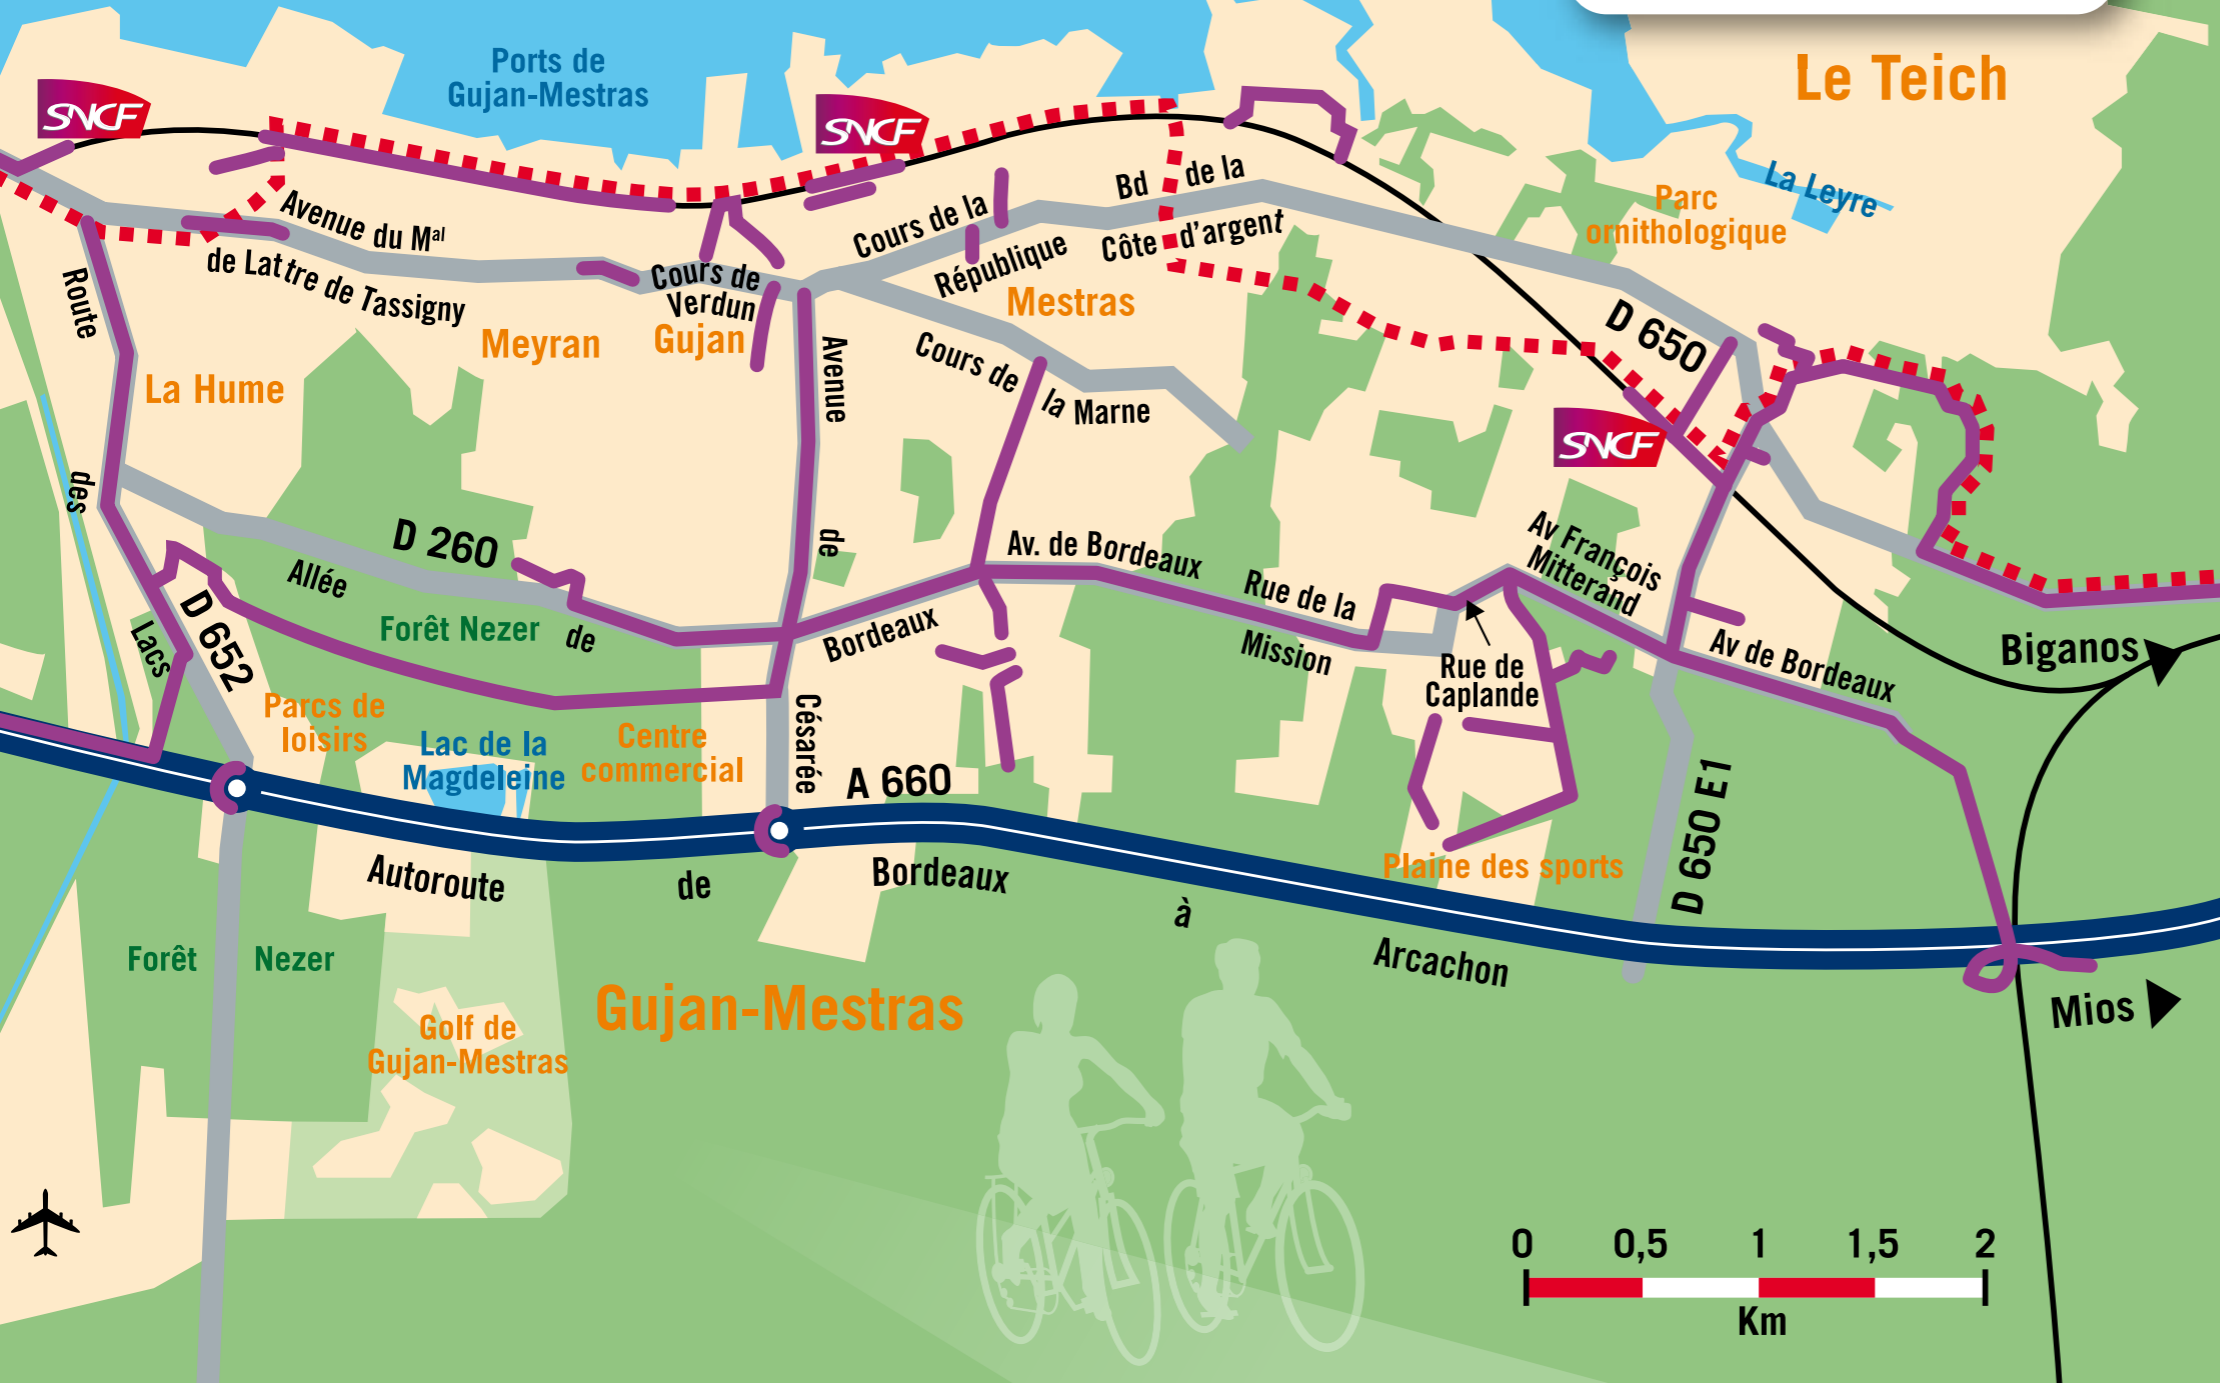 Le Teich
Ports de
Gujan-Mestras
SNCF
SNCF
La Leyre
Parc
ornithologique
Bd de la
Côte d'argent
Cours de la
République
Mestras
Avenue du Mal
de Lattre de Tassigny
Cours de
Verdun
Gujan
Meyran
La Hume
Route
des
Lacs
D 650
SNCF
Avenue
de
Césarée
Cours de
la Marne
D 260
Allée
de
Bordeaux
Forêt Nezer
Av. de Bordeaux
Rue de la
Mission
Av François
Mitterand
Rue de
Caplande
Av de Bordeaux
Biganos
D 652
Parcs de
loisirs
Lac de la
Magdeleine
Centre
commercial
A 660
D 650 E1
Plaine des sports
Autoroute
de
Bordeaux
à
Arcachon
Forêt Nezer
Mios
Gujan-Mestras
Golf de
Gujan-Mestras
0 0,5 1 1,5 2
Km